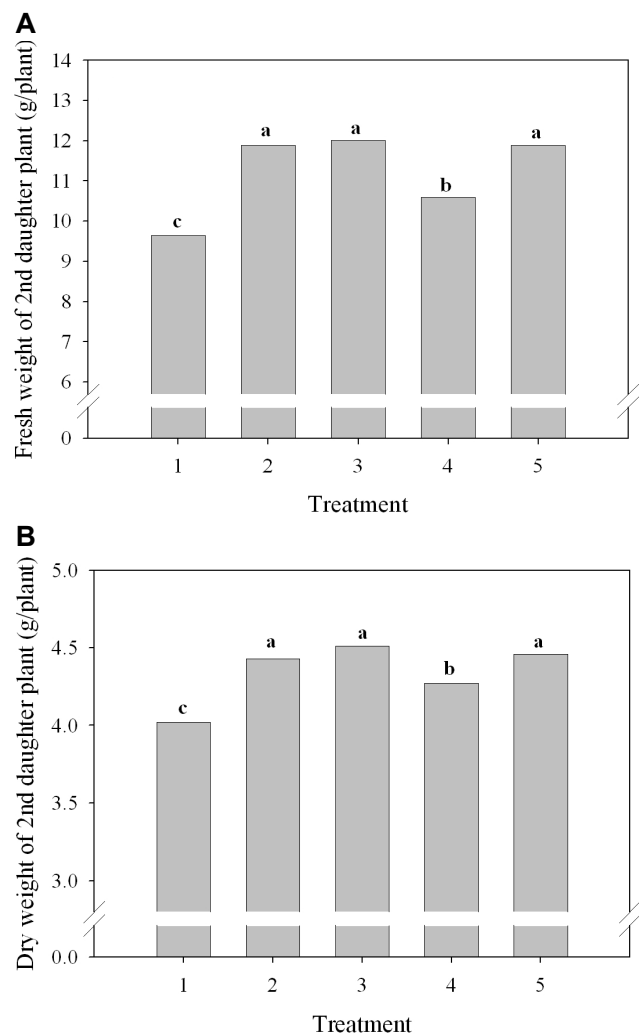 A
Fresh weight of 2nd daughter plant (g/plant)
14
13
12
11
10
9
8
7
6
0
c
a
a
b
a
1 2 3 4 5
Treatment
B
Dry weight of 2nd daughter plant (g/plant)
5.0
4.5
4.0
3.5
3.0
0.0
c
a
a
b
a
1 2 3 4 5
Treatment